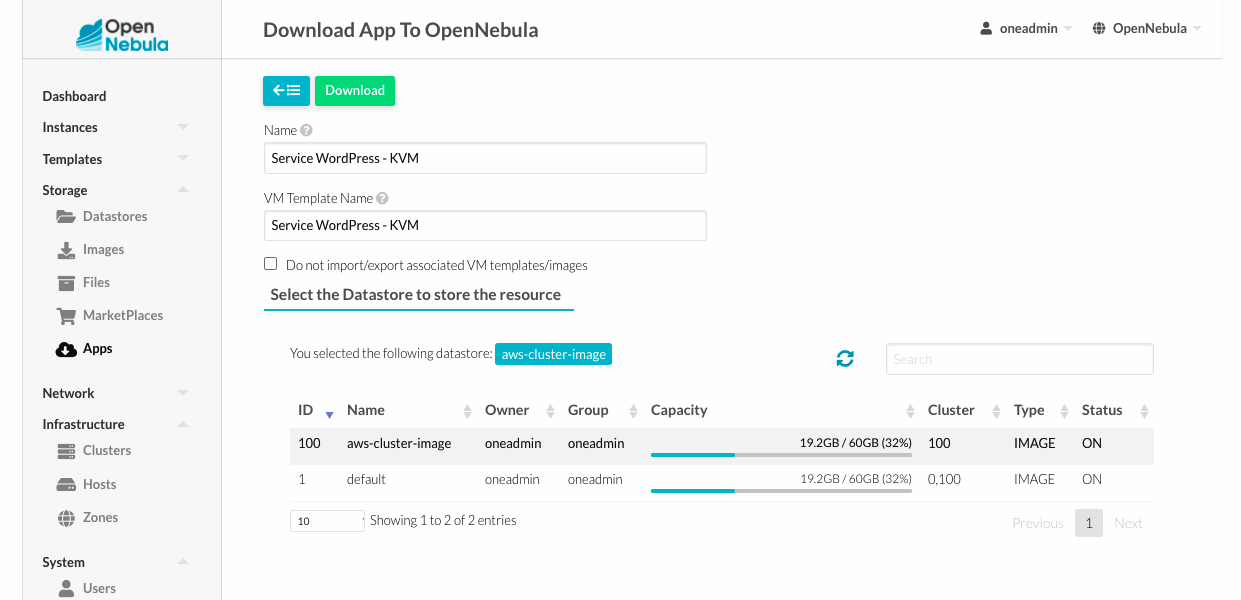 Open
Nebula
Download App To OpenNebula
oneadmin
OpenNebula
Dashboard
Instances
Templates
Storage
Datastores
Images
Files
MarketPlaces
Apps
Network
Infrastructure
Clusters
Hosts
Zones
System
Users
Download
Name ?
Service WordPress - KVM
VM Template Name ?
Service WordPress - KVM
Do not import/export associated VM templates/images
Select the Datastore to store the resource
You selected the following datastore: aws-cluster-image
Search
ID Name Owner Group Capacity Cluster Type Status
100 aws-cluster-image oneadmin oneadmin 19.2GB / 60GB (32%) 100 IMAGE ON
1 default oneadmin oneadmin 19.2GB / 60GB (32%) 0,100 IMAGE ON
10 Showing 1 to 2 of 2 entries
Previous 1 Next